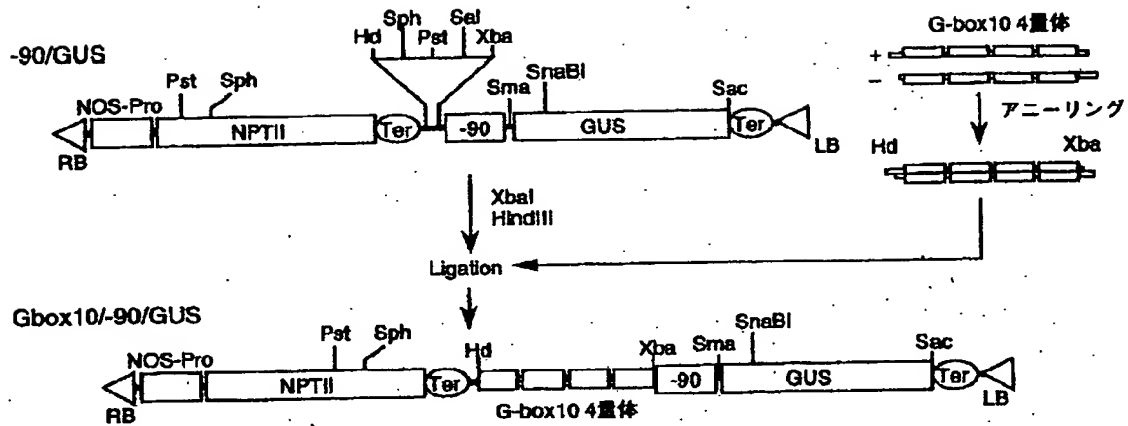 -90/GUS
Hd Sph Pst Sal Xba
Pst Sph
Sma SnaBI Sac
NOS-Pro NPTII Ter -90 GUS Ter
RB LB
G-box10 4量体
+
−
アニーリング
Hd Xba
XbaI
HindIII
Ligation
Gbox10/-90/GUS
Pst Sph Hd Xba Sma SnaBI Sac
NOS-Pro NPTII Ter -90 GUS Ter
RB LB
G-box10 4量体